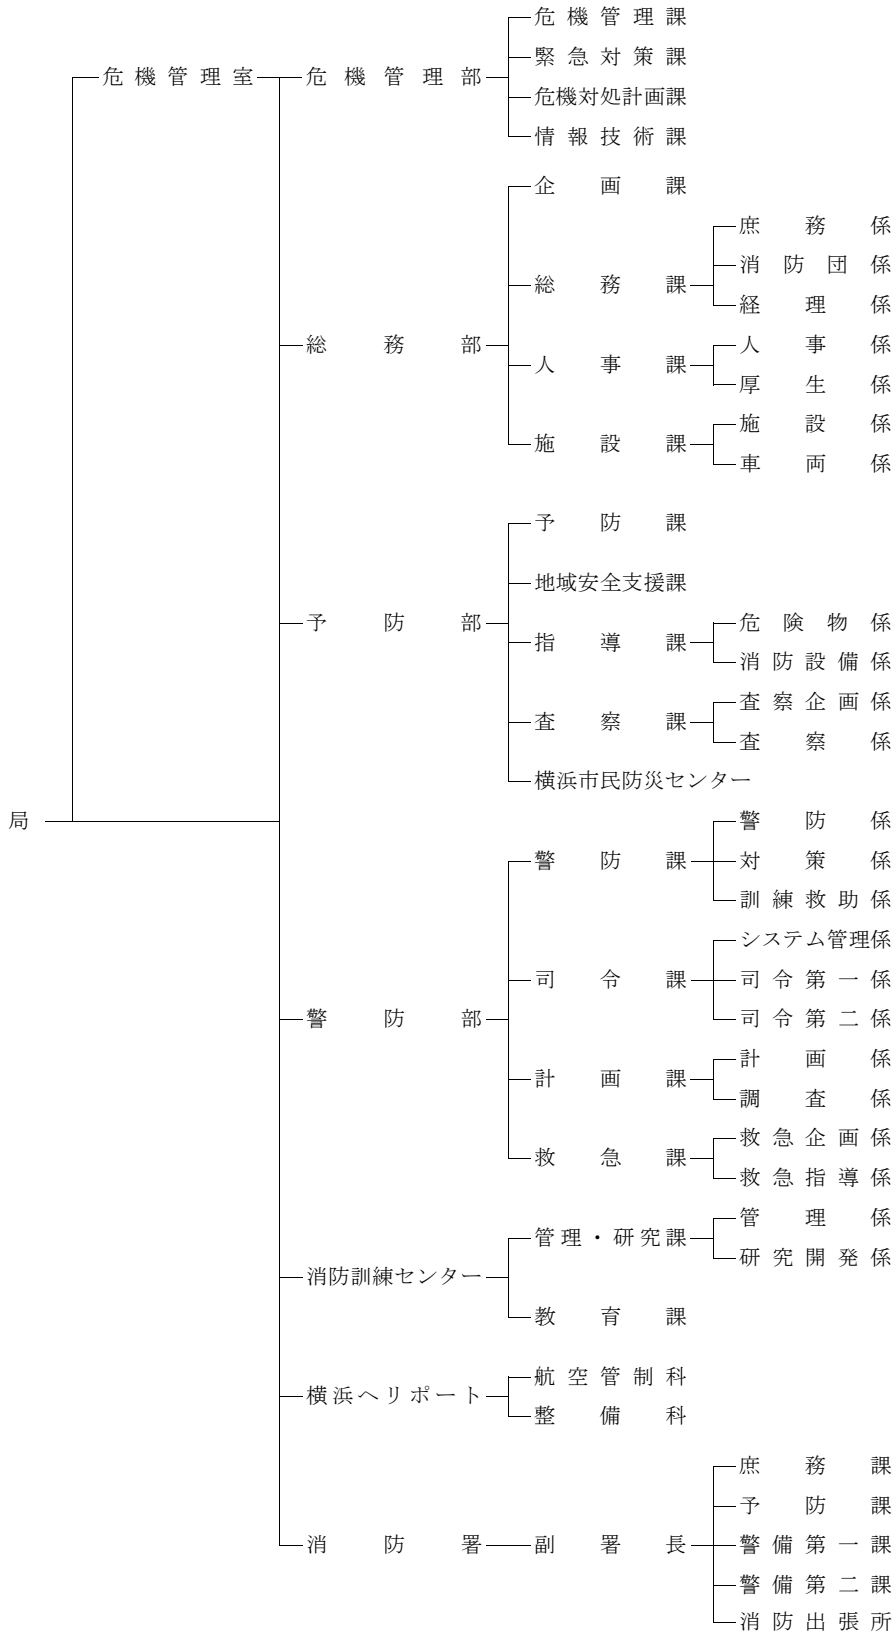 危機管理課
緊急対策課
危機管理室 危機管理部
危機対処計画課
情報技術課
企画課
庶務係
消防団係
総務課
経理係
総務部
人事係
人事課
厚生係
施設係
施設課
車両係
予防課
地域安全支援課
予防部
危険物係
指導課
消防設備係
査察企画係
査察課
査察係
横浜市民防災センター
局
警防係
警防課
対策係
訓練救助係
システム管理係
司令課
司令第一係
警防部
司令第二係
計画係
計画課
調査係
救急企画係
救急課
救急指導係
管理係
管理・研究課
研究開発係
消防訓練センター
教育課
航空管制科
横浜ヘリポート
整備科
庶務課
予防課
消防署 副署長 警備第一課
警備第二課
消防出張所